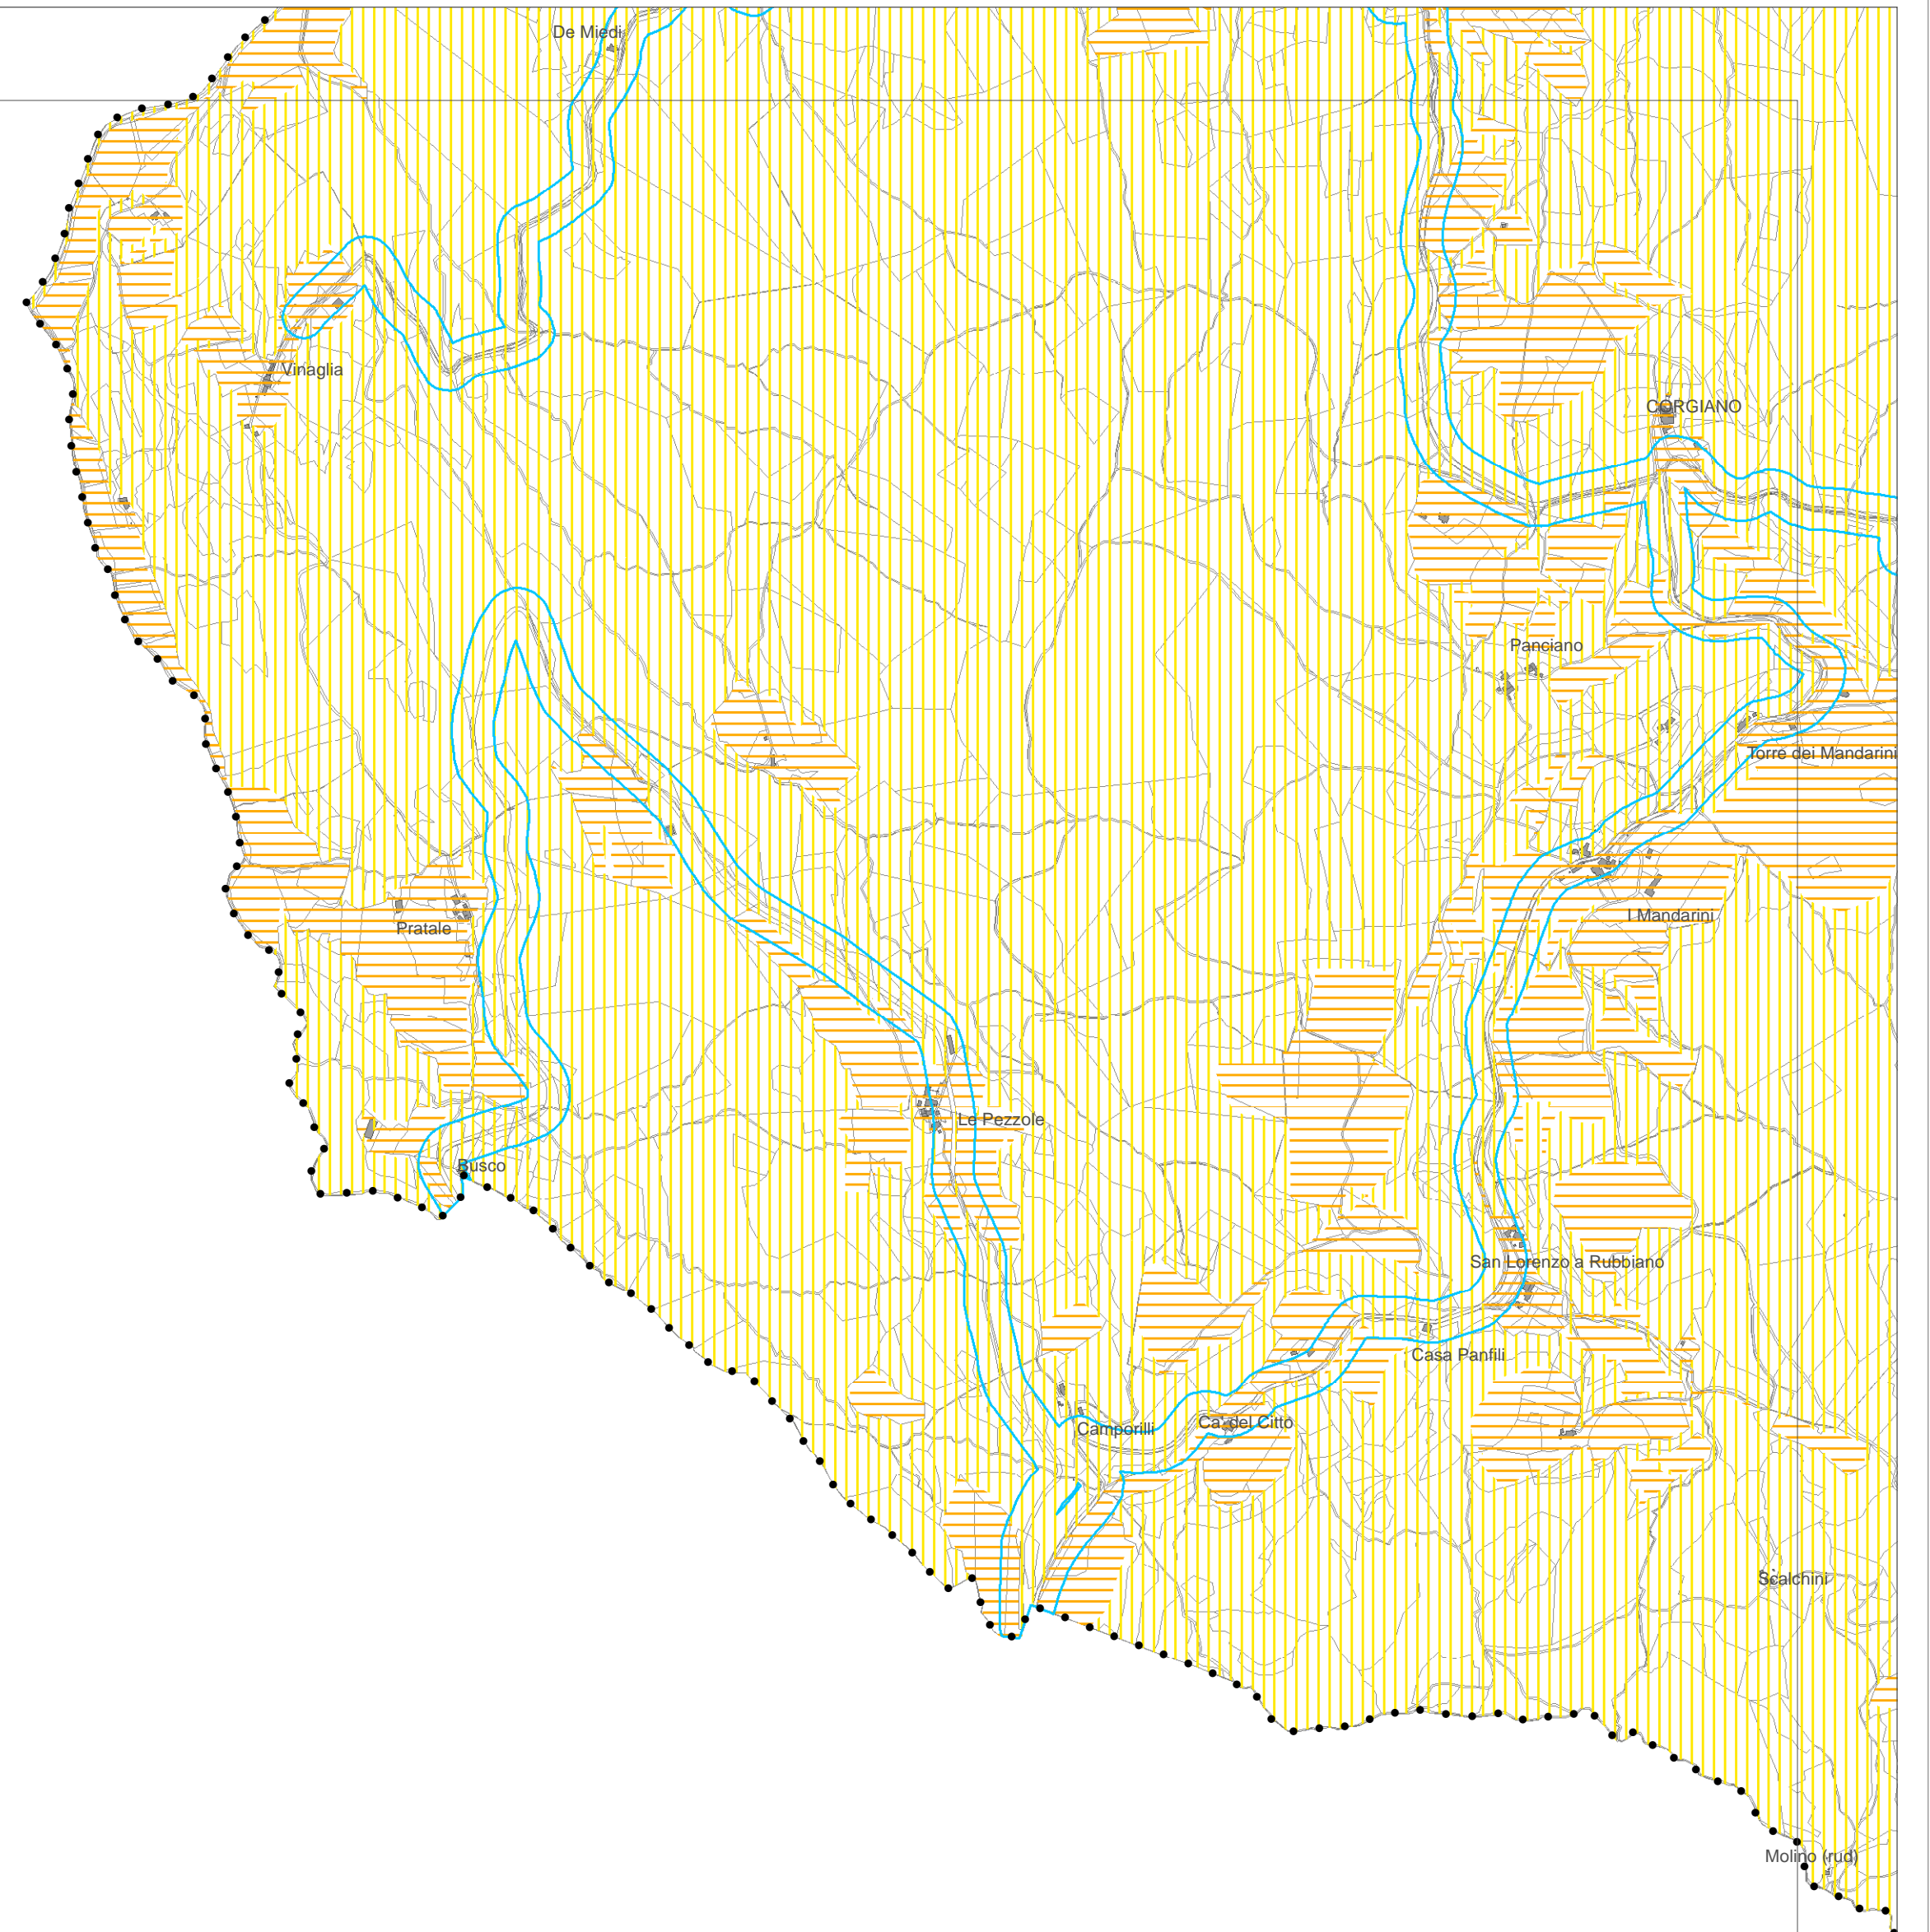 De Miedi
Vinaglia
CORGIANO
Panciano
Torre dei Mandarini
I Mandarini
Pratale
Le Pezzole
Busco
San Lorenzo a Rubbiano
Casa Panfili
Ca' del Citto
Camporilli
Scalchini
Molino (rud)